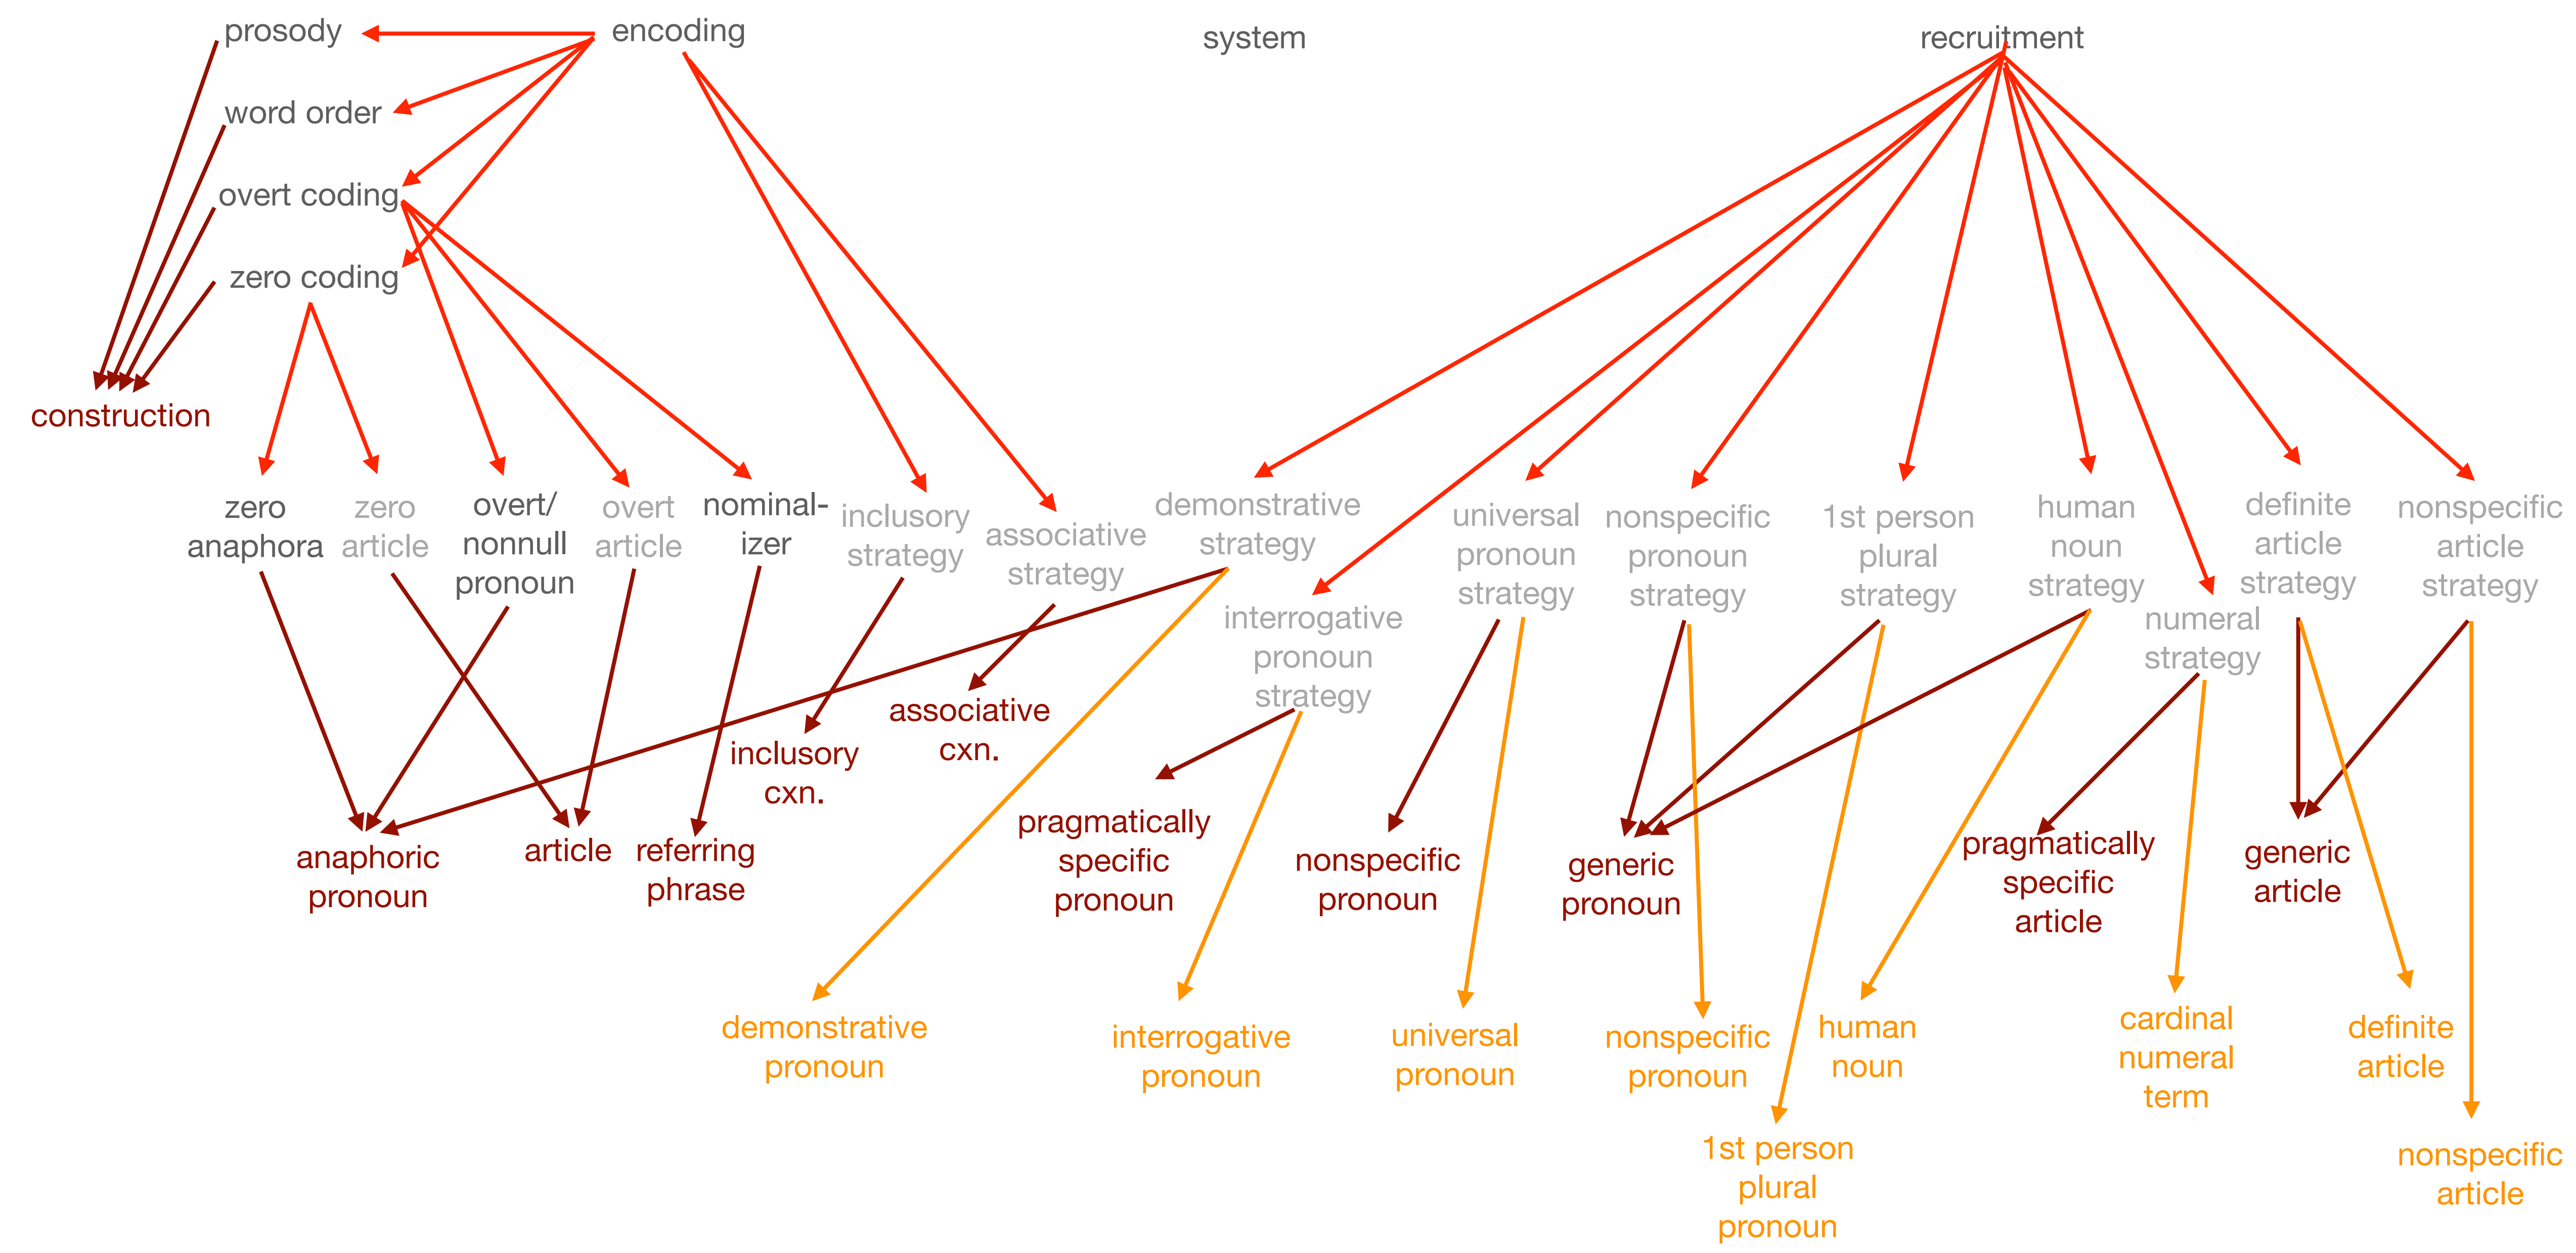 prosody
encoding
system
recruitment
word order
overt coding
zero coding
construction
zero
anaphora
zero
article
overt/
nonnull
pronoun
overt
article
nominal-
izer
inclusory
strategy
associative
strategy
demonstrative
strategy
interrogative
pronoun
strategy
universal
pronoun
strategy
nonspecific
pronoun
strategy
1st person
plural
strategy
human
noun
strategy
numeral
strategy
definite
article
strategy
nonspecific
article
strategy
anaphoric
pronoun
article
referring
phrase
inclusory
cxn.
associative
cxn.
pragmatically
specific
pronoun
nonspecific
pronoun
generic
pronoun
pragmatically
specific
article
generic
article
demonstrative
pronoun
interrogative
pronoun
universal
pronoun
nonspecific
pronoun
1st person
plural
pronoun
human
noun
cardinal
numeral
term
definite
article
nonspecific
article